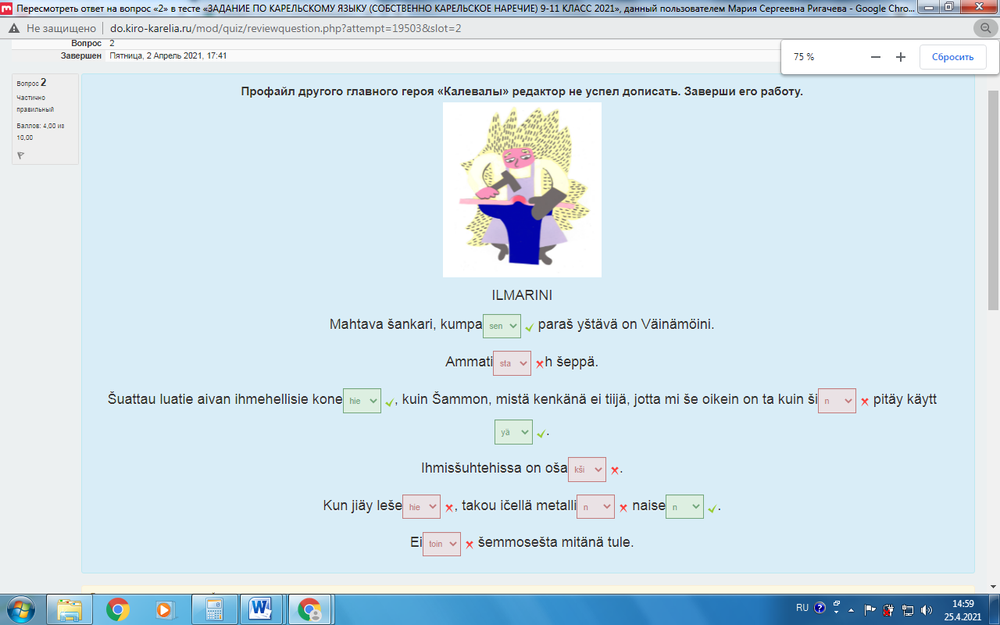 Пересмотреть ответ на вопрос «2» в тесте «ЗАДАНИЕ ПО КАРЕЛЬСКОМУ ЯЗЫКУ (СОБСТВЕННО КАРЕЛЬСКОЕ НАРЕЧИЕ) 9-11 КЛАСС 2021», данный пользователем Мария Сергеевна Ригачева - Google Chro...
Не защищено | do.kiro-karelia.ru/mod/quiz/reviewquestion.php?attempt=19503&slot=2
Вопрос 2
Завершен Пятница, 2 Апрель 2021, 17:41
75 % Сбросить
Вопрос 2
Частично
правильный
Баллов: 4,00 из
10,00
Профайл другого главного героя «Калевалы» редактор не успел дописать. Заверши его работу.
ILMARINI
Mahtava šankari, kumpa sen paraš yštävä on Väinämöini.
Ammati sta h šeppä.
Šuattau luatie aivan ihmehellisie kone hie , kuin Šammon, mistä kenkänä ei tiijä, jotta mi še oikein on ta kuin ši n pitäy käytt
yä .
Ihmisšuhtehissa on oša kši .
Kun jiäy leše hie , takou ičellä metalli n naise n .
Ei toin šemmosešta mitänä tule.
RU
14:59
25.4.2021